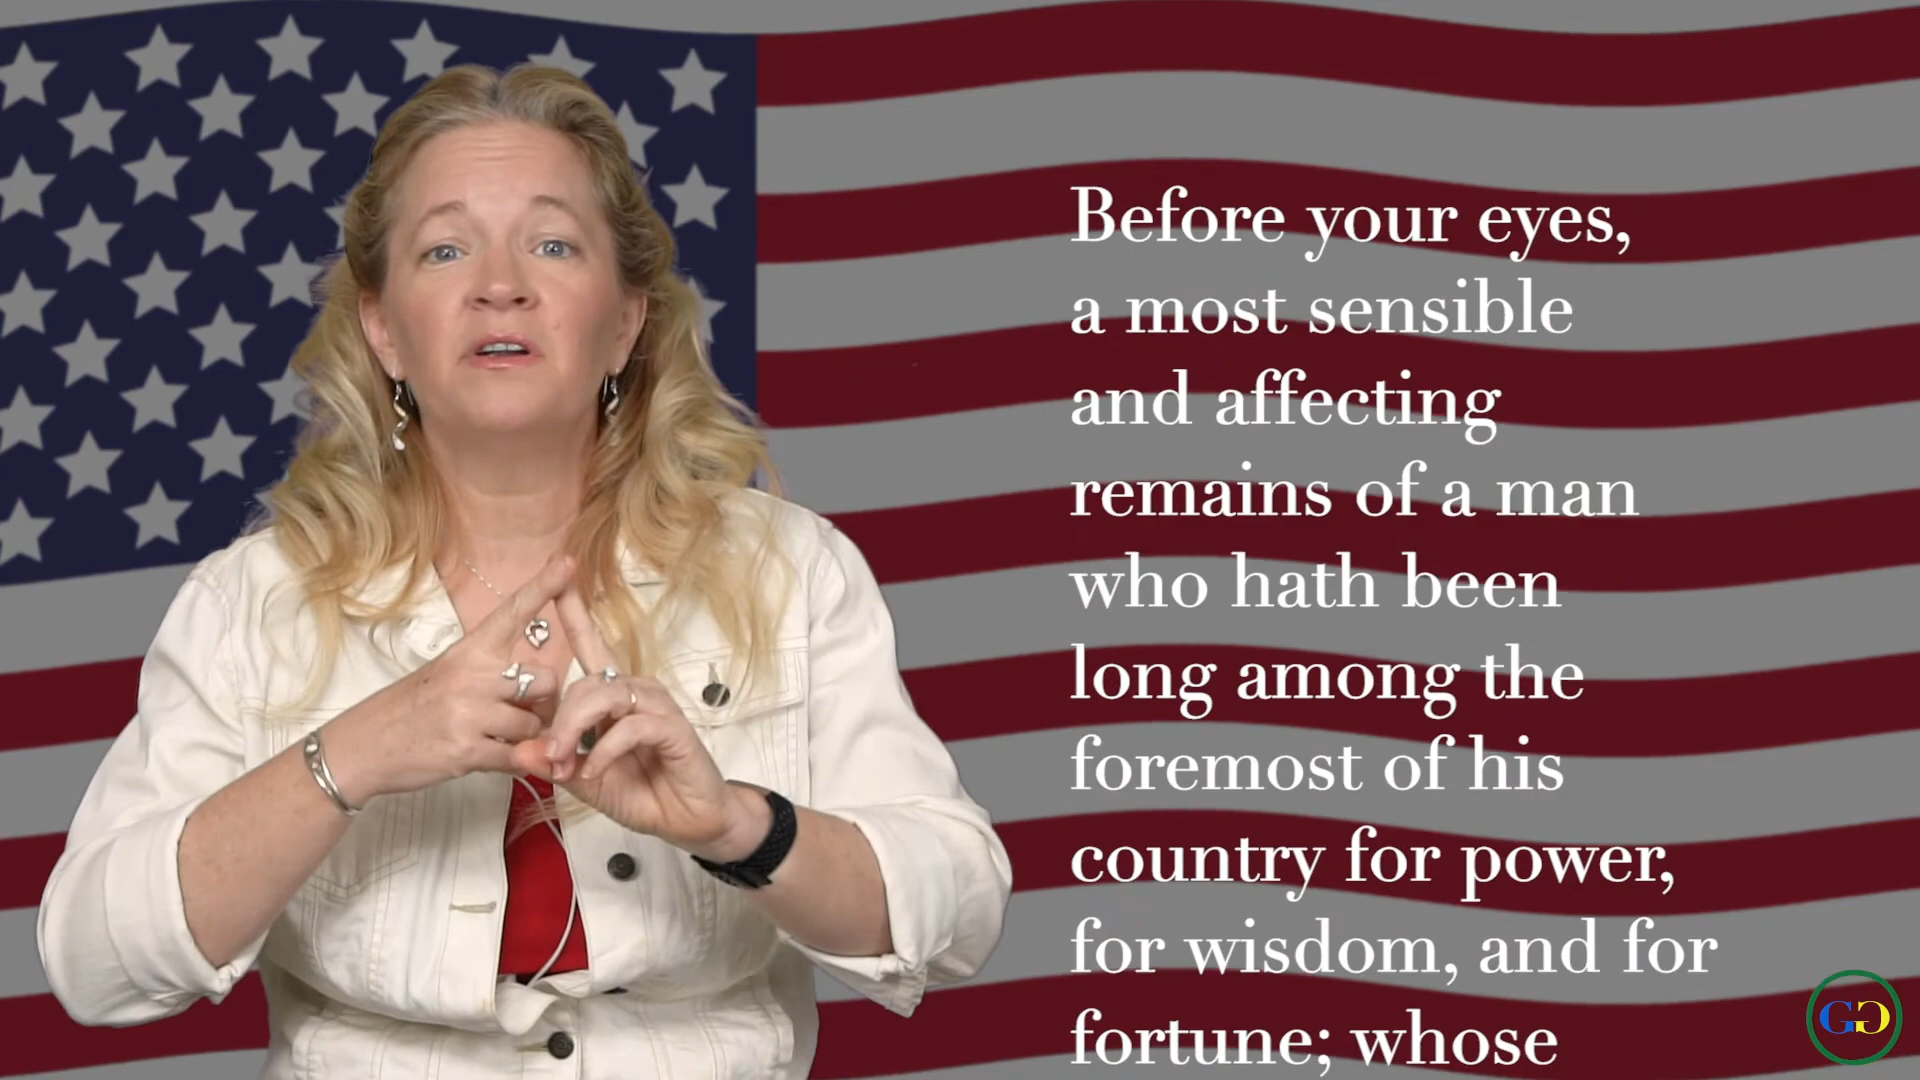 Before your eyes,
a most sensible
and affecting
remains of a man
who hath been
long among the
foremost of his
country for power,
for wisdom, and for
fortune; whose
GG